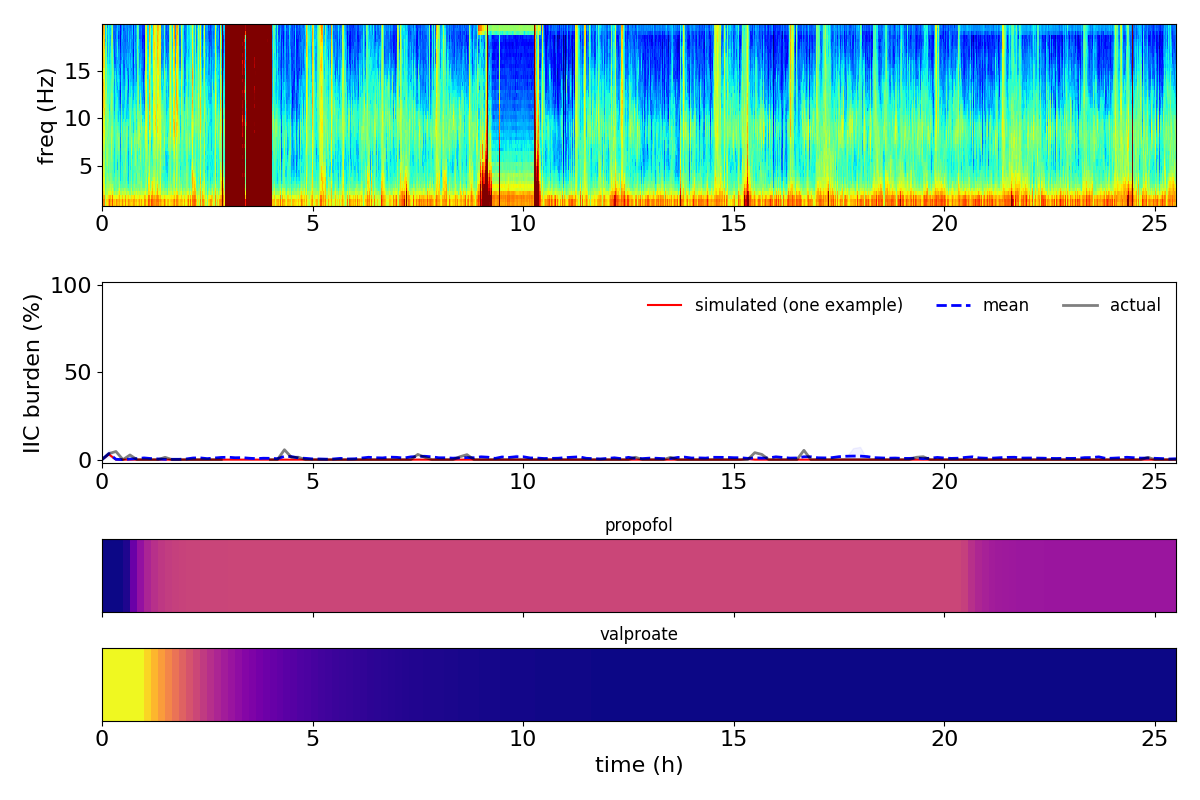 15
10
5
freq (Hz)
0 5 10 15 20 25
100
50
0
IIC burden (%)
simulated (one example) mean actual
0 5 10 15 20 25
propofol
valproate
0 5 10 15 20 25
time (h)